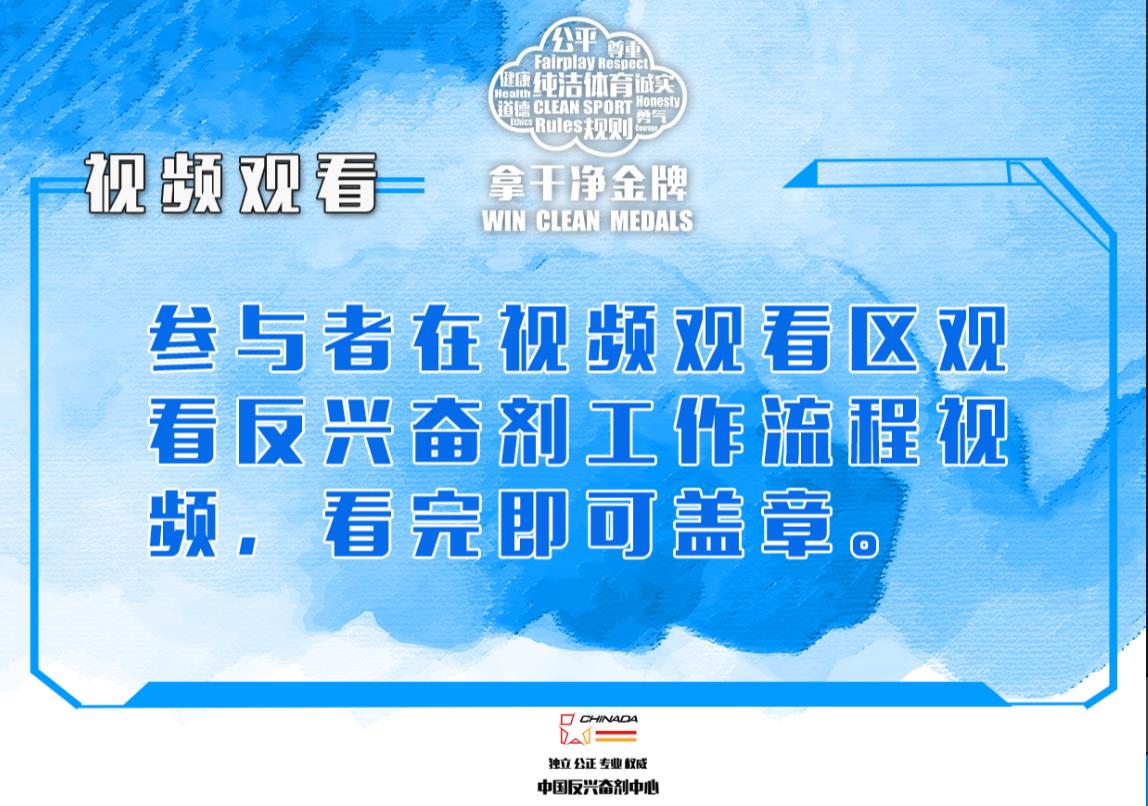 公平 尊重
Fairplay Respect
健康 纯洁体育 诚实
Health CLEAN SPORT Honesty
道德 勇气
Ethics Rules 规则 Courage
拿干净金牌
WIN CLEAN MEDALS
视频观看
参与者在视频观看区观
看反兴奋剂工作流程视
频，看完即可盖章。
CHINADA
独立 公正 专业 权威
中国反兴奋剂中心